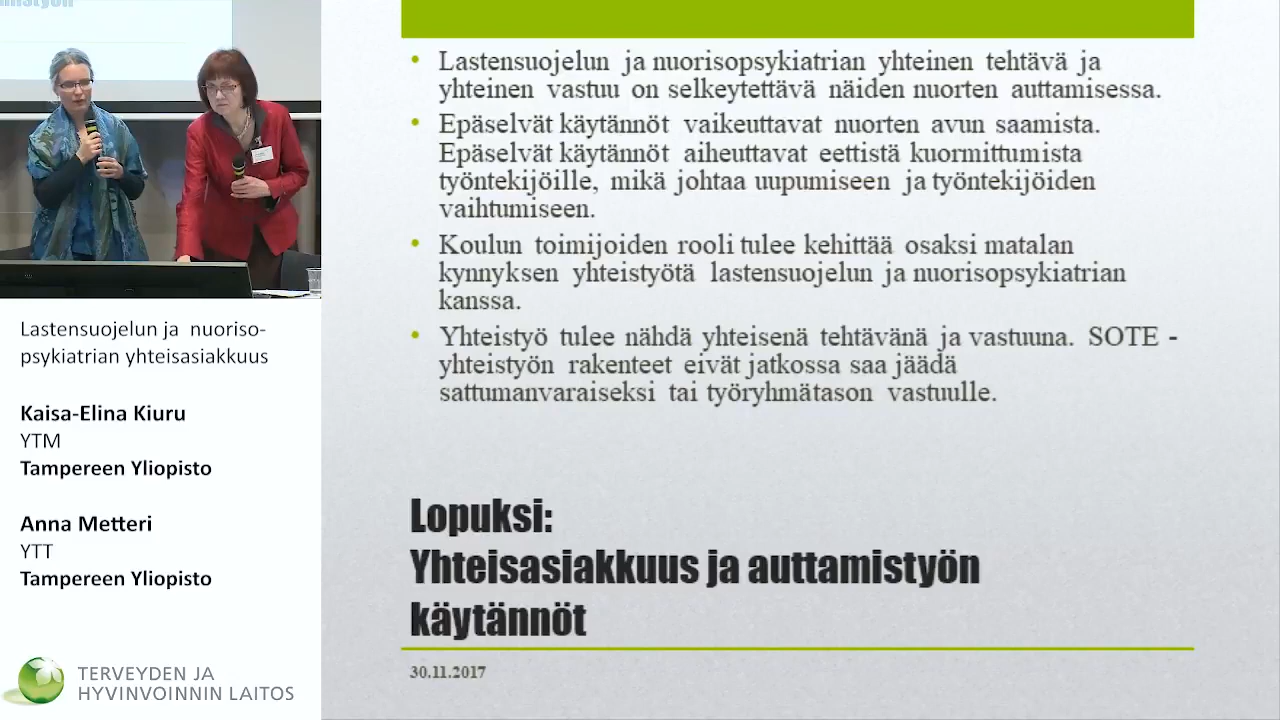 Lastensuojelun ja nuoriso-
psykiatrian yhteisasiakkuus
Kaisa-Elina Kiuru
YTM
Tampereen Yliopisto
Anna Metteri
YTT
Tampereen Yliopisto
TERVEYDEN JA
HYVINVOINNIN LAITOS
• Lastensuojelun ja nuorisopsykiatrian yhteinen tehtävä ja
yhteinen vastuu on selkeytettävä näiden nuorten auttamisessa.
• Epäselvät käytännöt vaikeuttavat nuorten avun saamista.
Epäselvät käytännöt aiheuttavat eettistä kuormittumista
työntekijöille, mikä johtaa uupumiseen ja työntekijöiden
vaihtumiseen.
• Koulun toimijoiden rooli tulee kehittää osaksi matalan
kynnyksen yhteistyötä lastensuojelun ja nuorisopsykiatrian
kanssa.
• Yhteistyö tulee nähdä yhteisenä tehtävänä ja vastuuna. SOTE -
yhteistyön rakenteet eivät jatkossa saa jäädä
sattumanvaraiseksi tai työryhmätason vastuulle.
Lopuksi:
Yhteisasiakkuus ja auttamistyön
käytännöt
30.11.2017